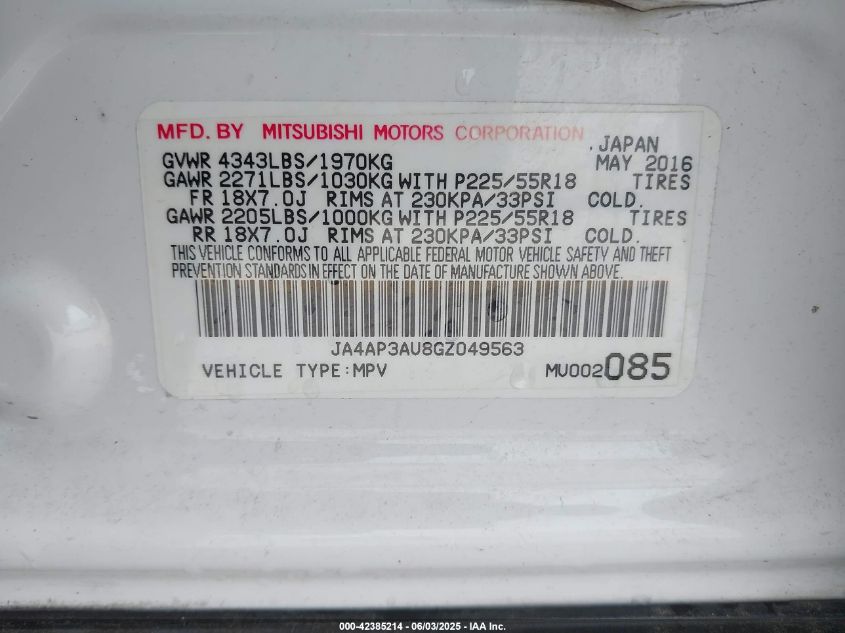 MFD. BY MITSUBISHI MOTORS CORPORATION
.JAPAN
GVWR 4343LBS/1970KG MAY 2016
GAWR 2271LBS/1030KG WITH P225/55R18 TIRES
FR 18X7.0J RIMS AT 230KPA/33PSI COLD.
GAWR 2205LBS/1000KG WITH P225/55R18 TIRES
RR 18X7.0J RIMS AT 230KPA/33PSI COLD.
THIS VEHICLE CONFORMS TO ALL APPLICABLE FEDERAL MOTOR VEHICLE SAFETY AND THEFT
PREVENTION STANDARDS IN EFFECT ON THE DATE OF MANUFACTURE SHOWN ABOVE.
JA4AP3AU8GZ049563
VEHICLE TYPE:MPV MU002085
000-42385214 - 06/03/2025 - IAA Inc.